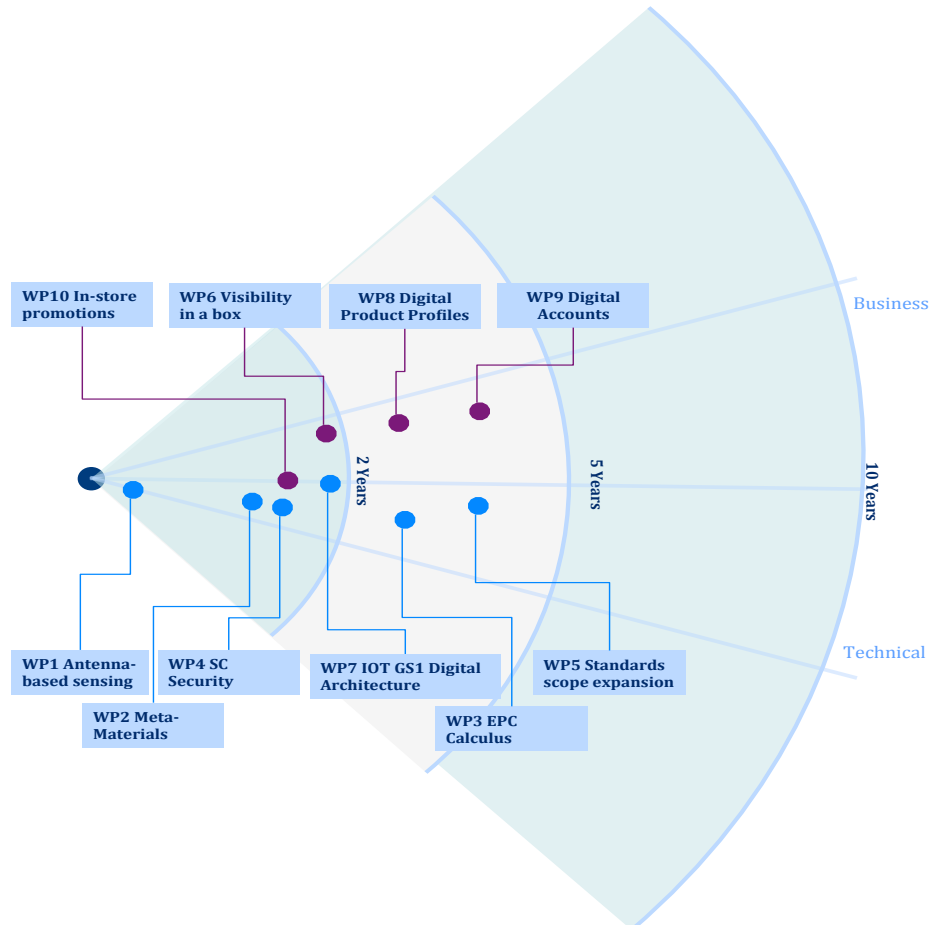 WP10 In-store
promotions
WP6 Visibility
in a box
WP8 Digital
Product Profiles
WP9 Digital
Accounts
Business
2 Years
5 Years
10 Years
Technical
WP1 Antenna-
based sensing
WP4 SC
Security
WP7 IOT GS1 Digital
Architecture
WP5 Standards
scope expansion
WP2 Meta-
Materials
WP3 EPC
Calculus